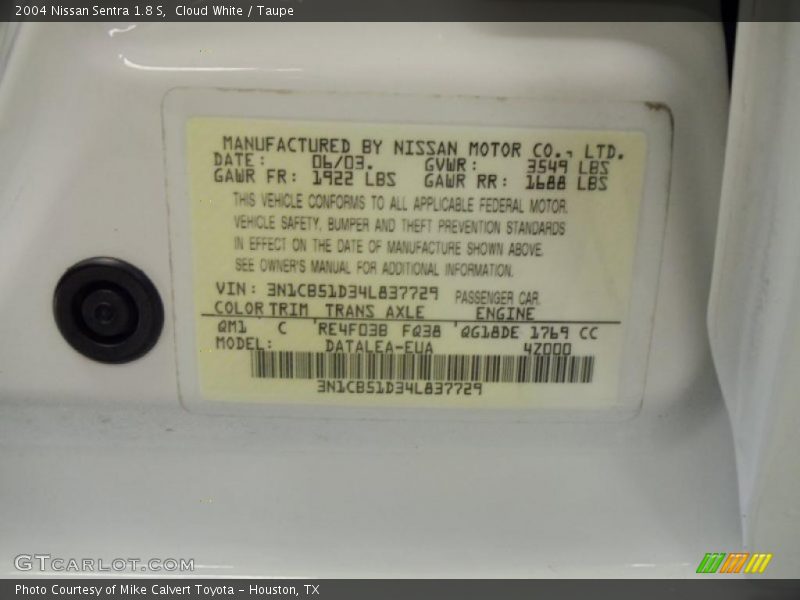 2004 Nissan Sentra 1.8 S,  Cloud White / Taupe
MANUFACTURED BY NISSAN MOTOR CO., LTD.
DATE: 06/03. GVWR: 3549 LBS
GAWR FR: 1922 LBS GAWR RR: 1688 LBS
THIS VEHICLE CONFORMS TO ALL APPLICABLE FEDERAL MOTOR
VEHICLE SAFETY, BUMPER AND THEFT PREVENTION STANDARDS
IN EFFECT ON THE DATE OF MANUFACTURE SHOWN ABOVE.
SEE OWNER'S MANUAL FOR ADDITIONAL INFORMATION.
VIN: 3N1CB51D34L837729 PASSENGER CAR
COLOR TRIM TRANS AXLE ENGINE
QM1 C RE4F03B FQ38 QG18DE 1769 CC
MODEL: DATALEA-EUA 4Z000
3N1CB51D34L837729
GTCARLOT.COM
Photo Courtesy of Mike Calvert Toyota - Houston, TX